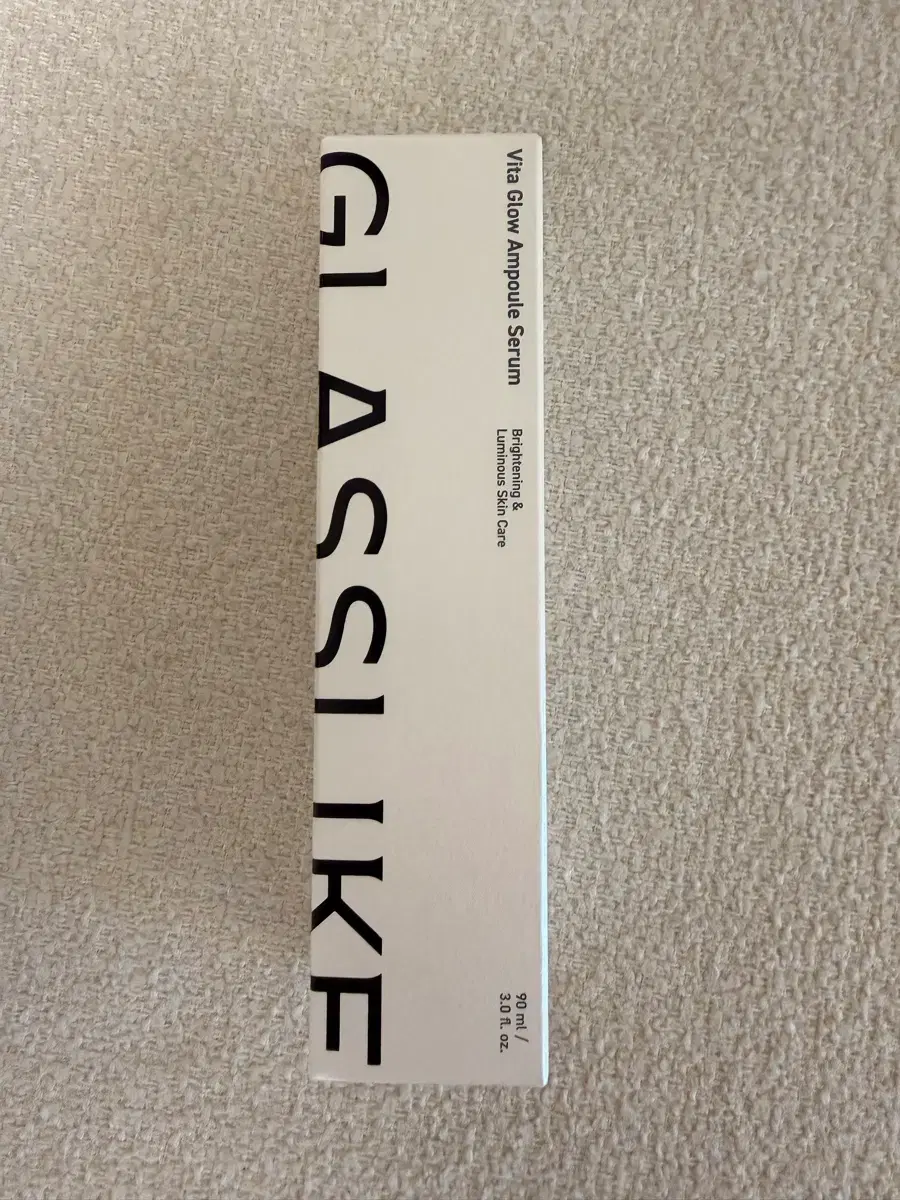 Vita Glow Ampoule Serum
Brightening &
Luminous Skin Care
90 ml /
3.0 fl. oz.
GLASSLIKE